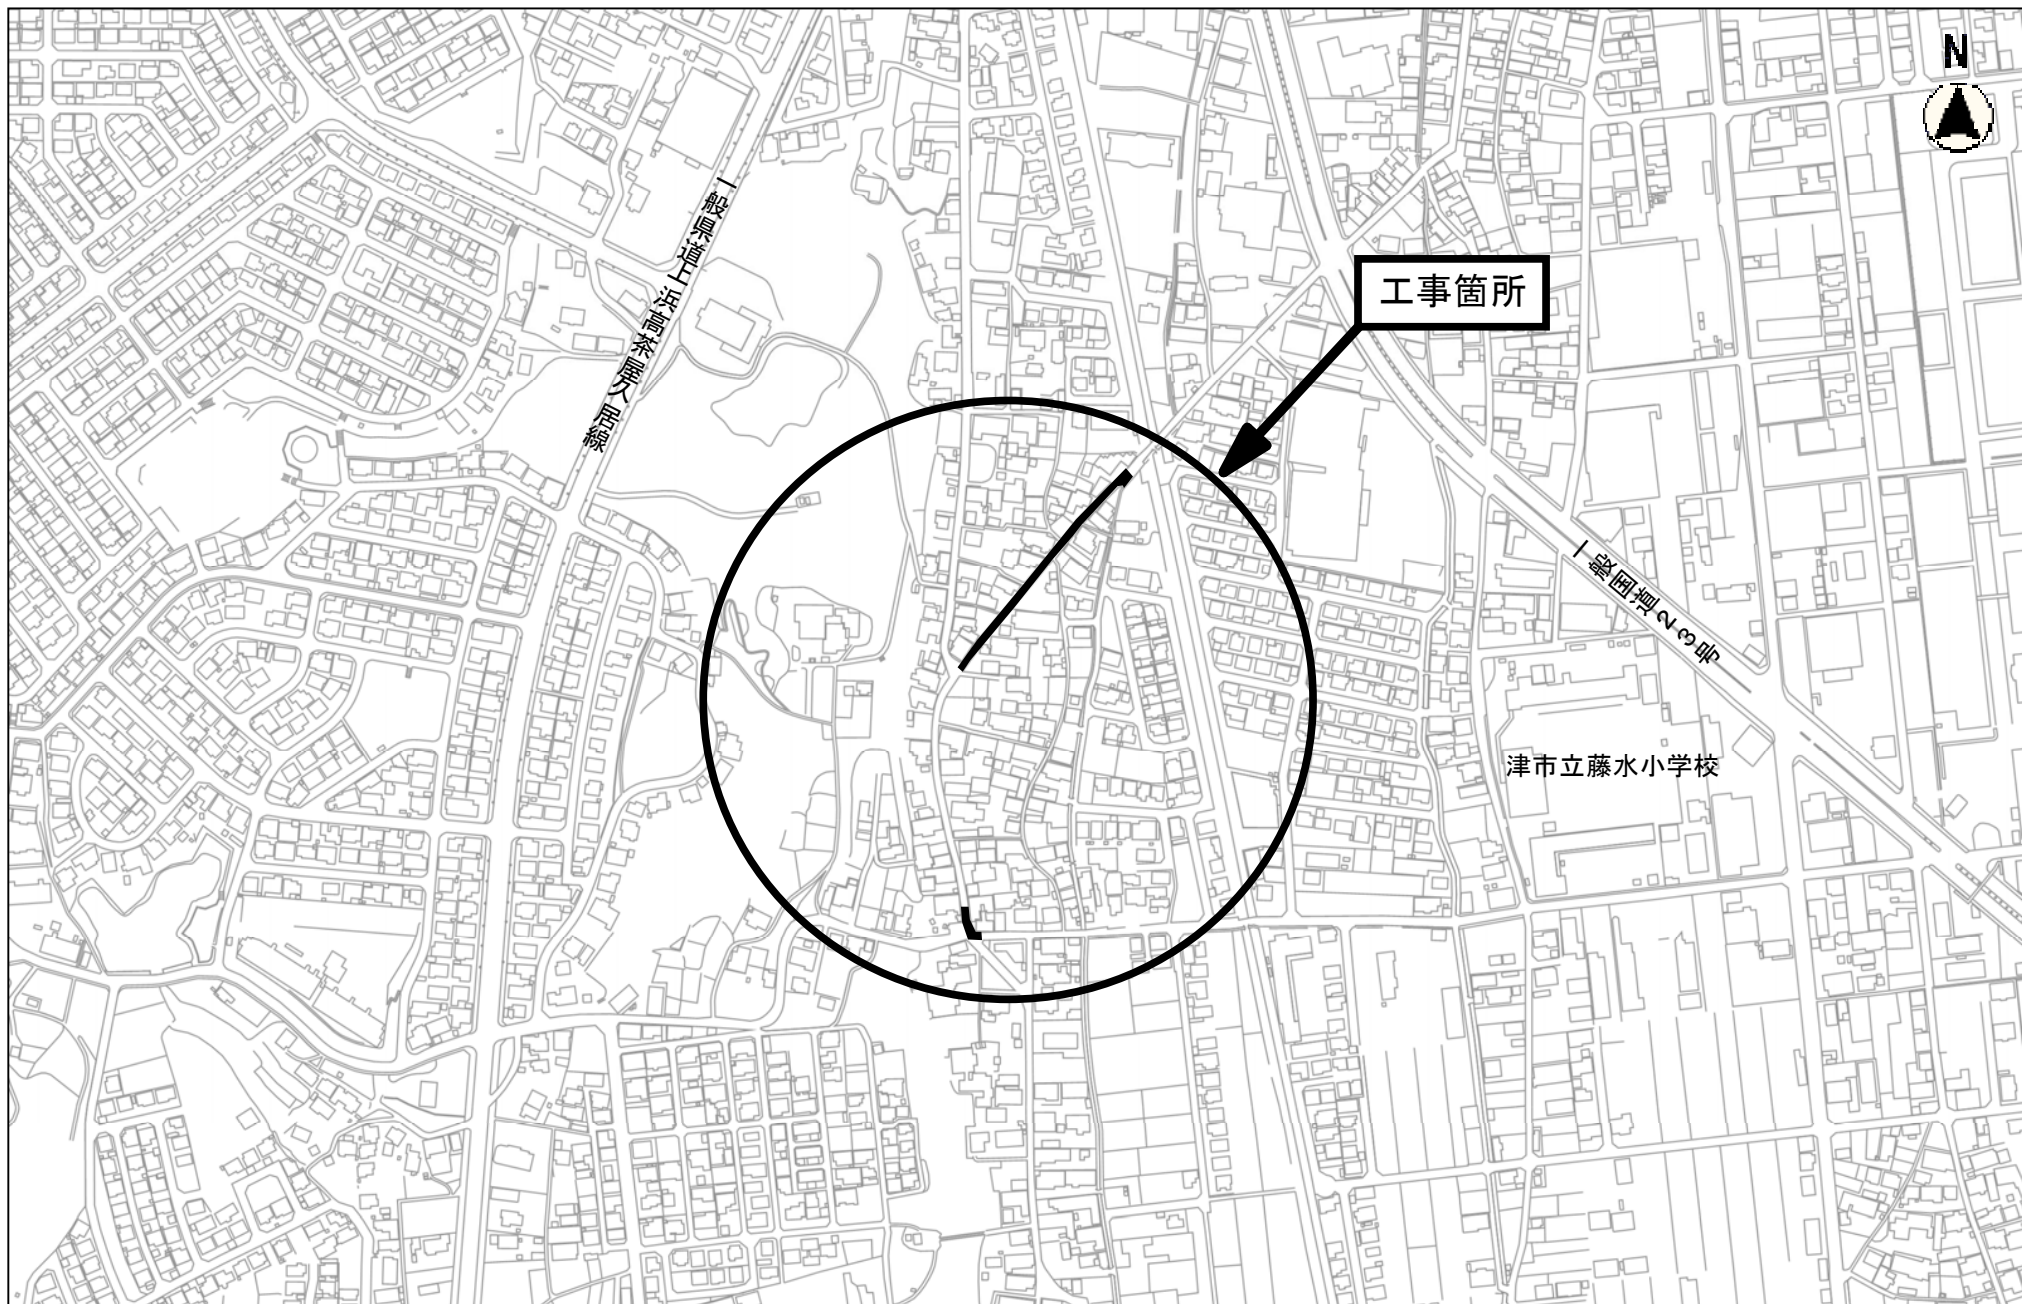 N
一般県道上浜高茶屋久居線
工事箇所
一般国道23号
津市立藤水小学校